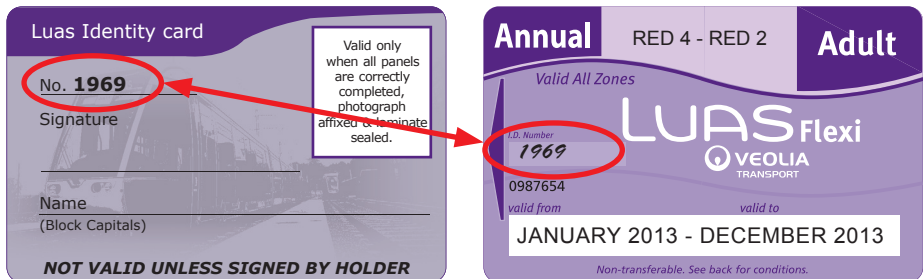 Luas Identity card
No. 1969
Signature
Valid only
when all panels
are correctly
completed,
photograph
affixed & laminate
sealed.
Name
(Block Capitals)
NOT VALID UNLESS SIGNED BY HOLDER
Annual
RED 4 - RED 2
Adult
Valid All Zones
LUAS Flexi
I.D. Number
1969
VEOLIA
TRANSPORT
0987654
valid from
valid to
JANUARY 2013 - DECEMBER 2013
Non-transferable. See back for conditions.